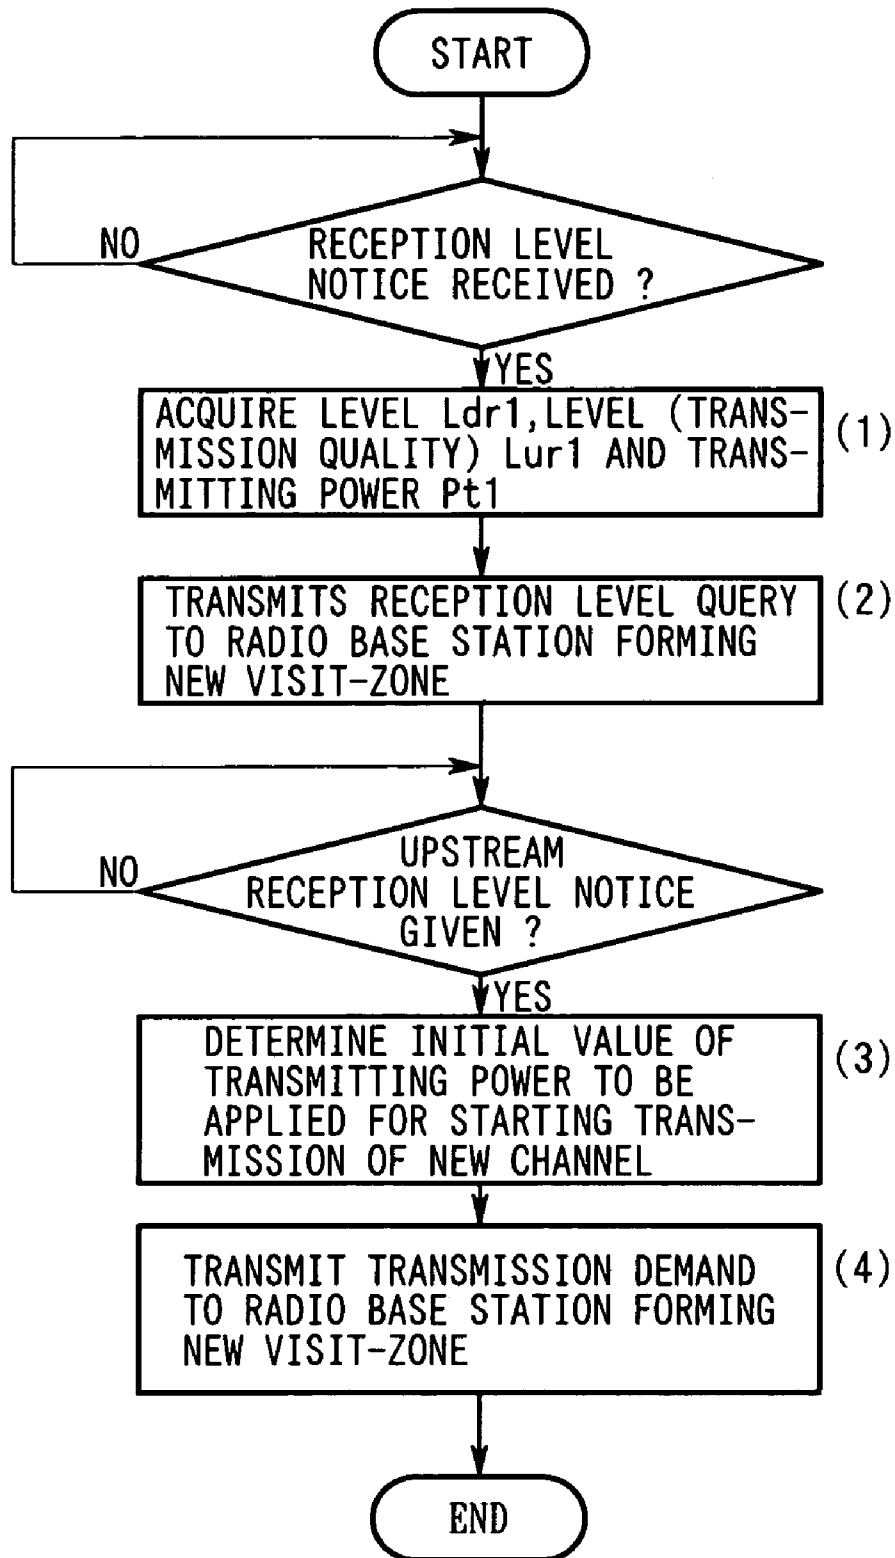 START
RECEPTION LEVEL
NOTICE RECEIVED ?
NO
YES
ACQUIRE LEVEL Ldr1,LEVEL (TRANS-
MISSION QUALITY) Lur1 AND TRANS-
MITTING POWER Pt1
(1)
TRANSMITS RECEPTION LEVEL QUERY
TO RADIO BASE STATION FORMING
NEW VISIT-ZONE
(2)
UPSTREAM
RECEPTION LEVEL NOTICE
GIVEN ?
NO
YES
DETERMINE INITIAL VALUE OF
TRANSMITTING POWER TO BE
APPLIED FOR STARTING TRANS-
MISSION OF NEW CHANNEL
(3)
TRANSMIT TRANSMISSION DEMAND
TO RADIO BASE STATION FORMING
NEW VISIT-ZONE
(4)
END